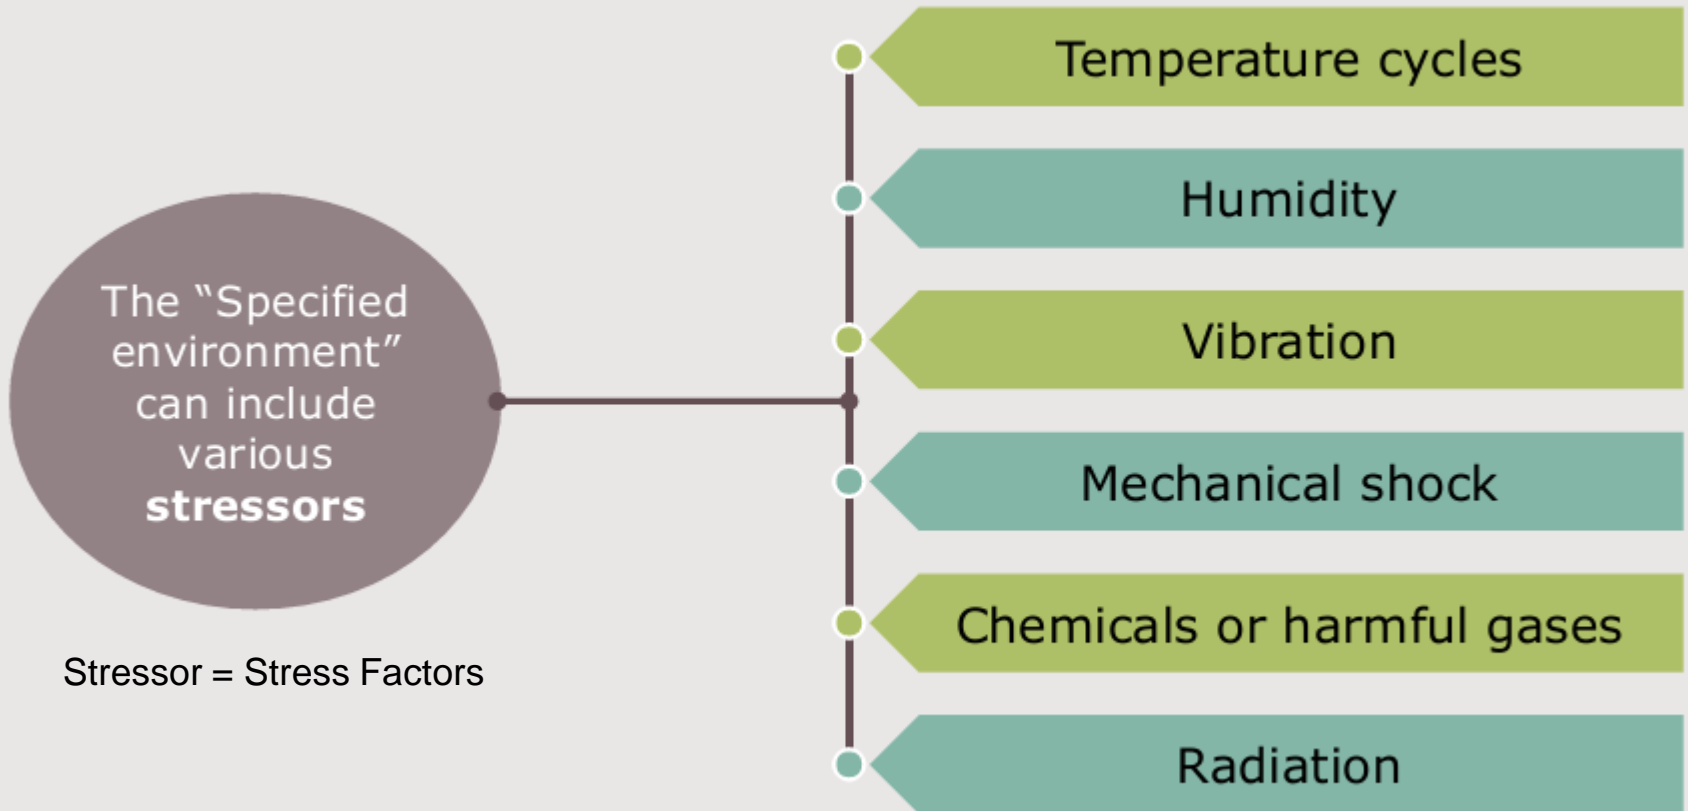 The “Specified
environment”
can include
various
stressors
Stressor = Stress Factors
Temperature cycles
Humidity
Vibration
Mechanical shock
Chemicals or harmful gases
Radiation